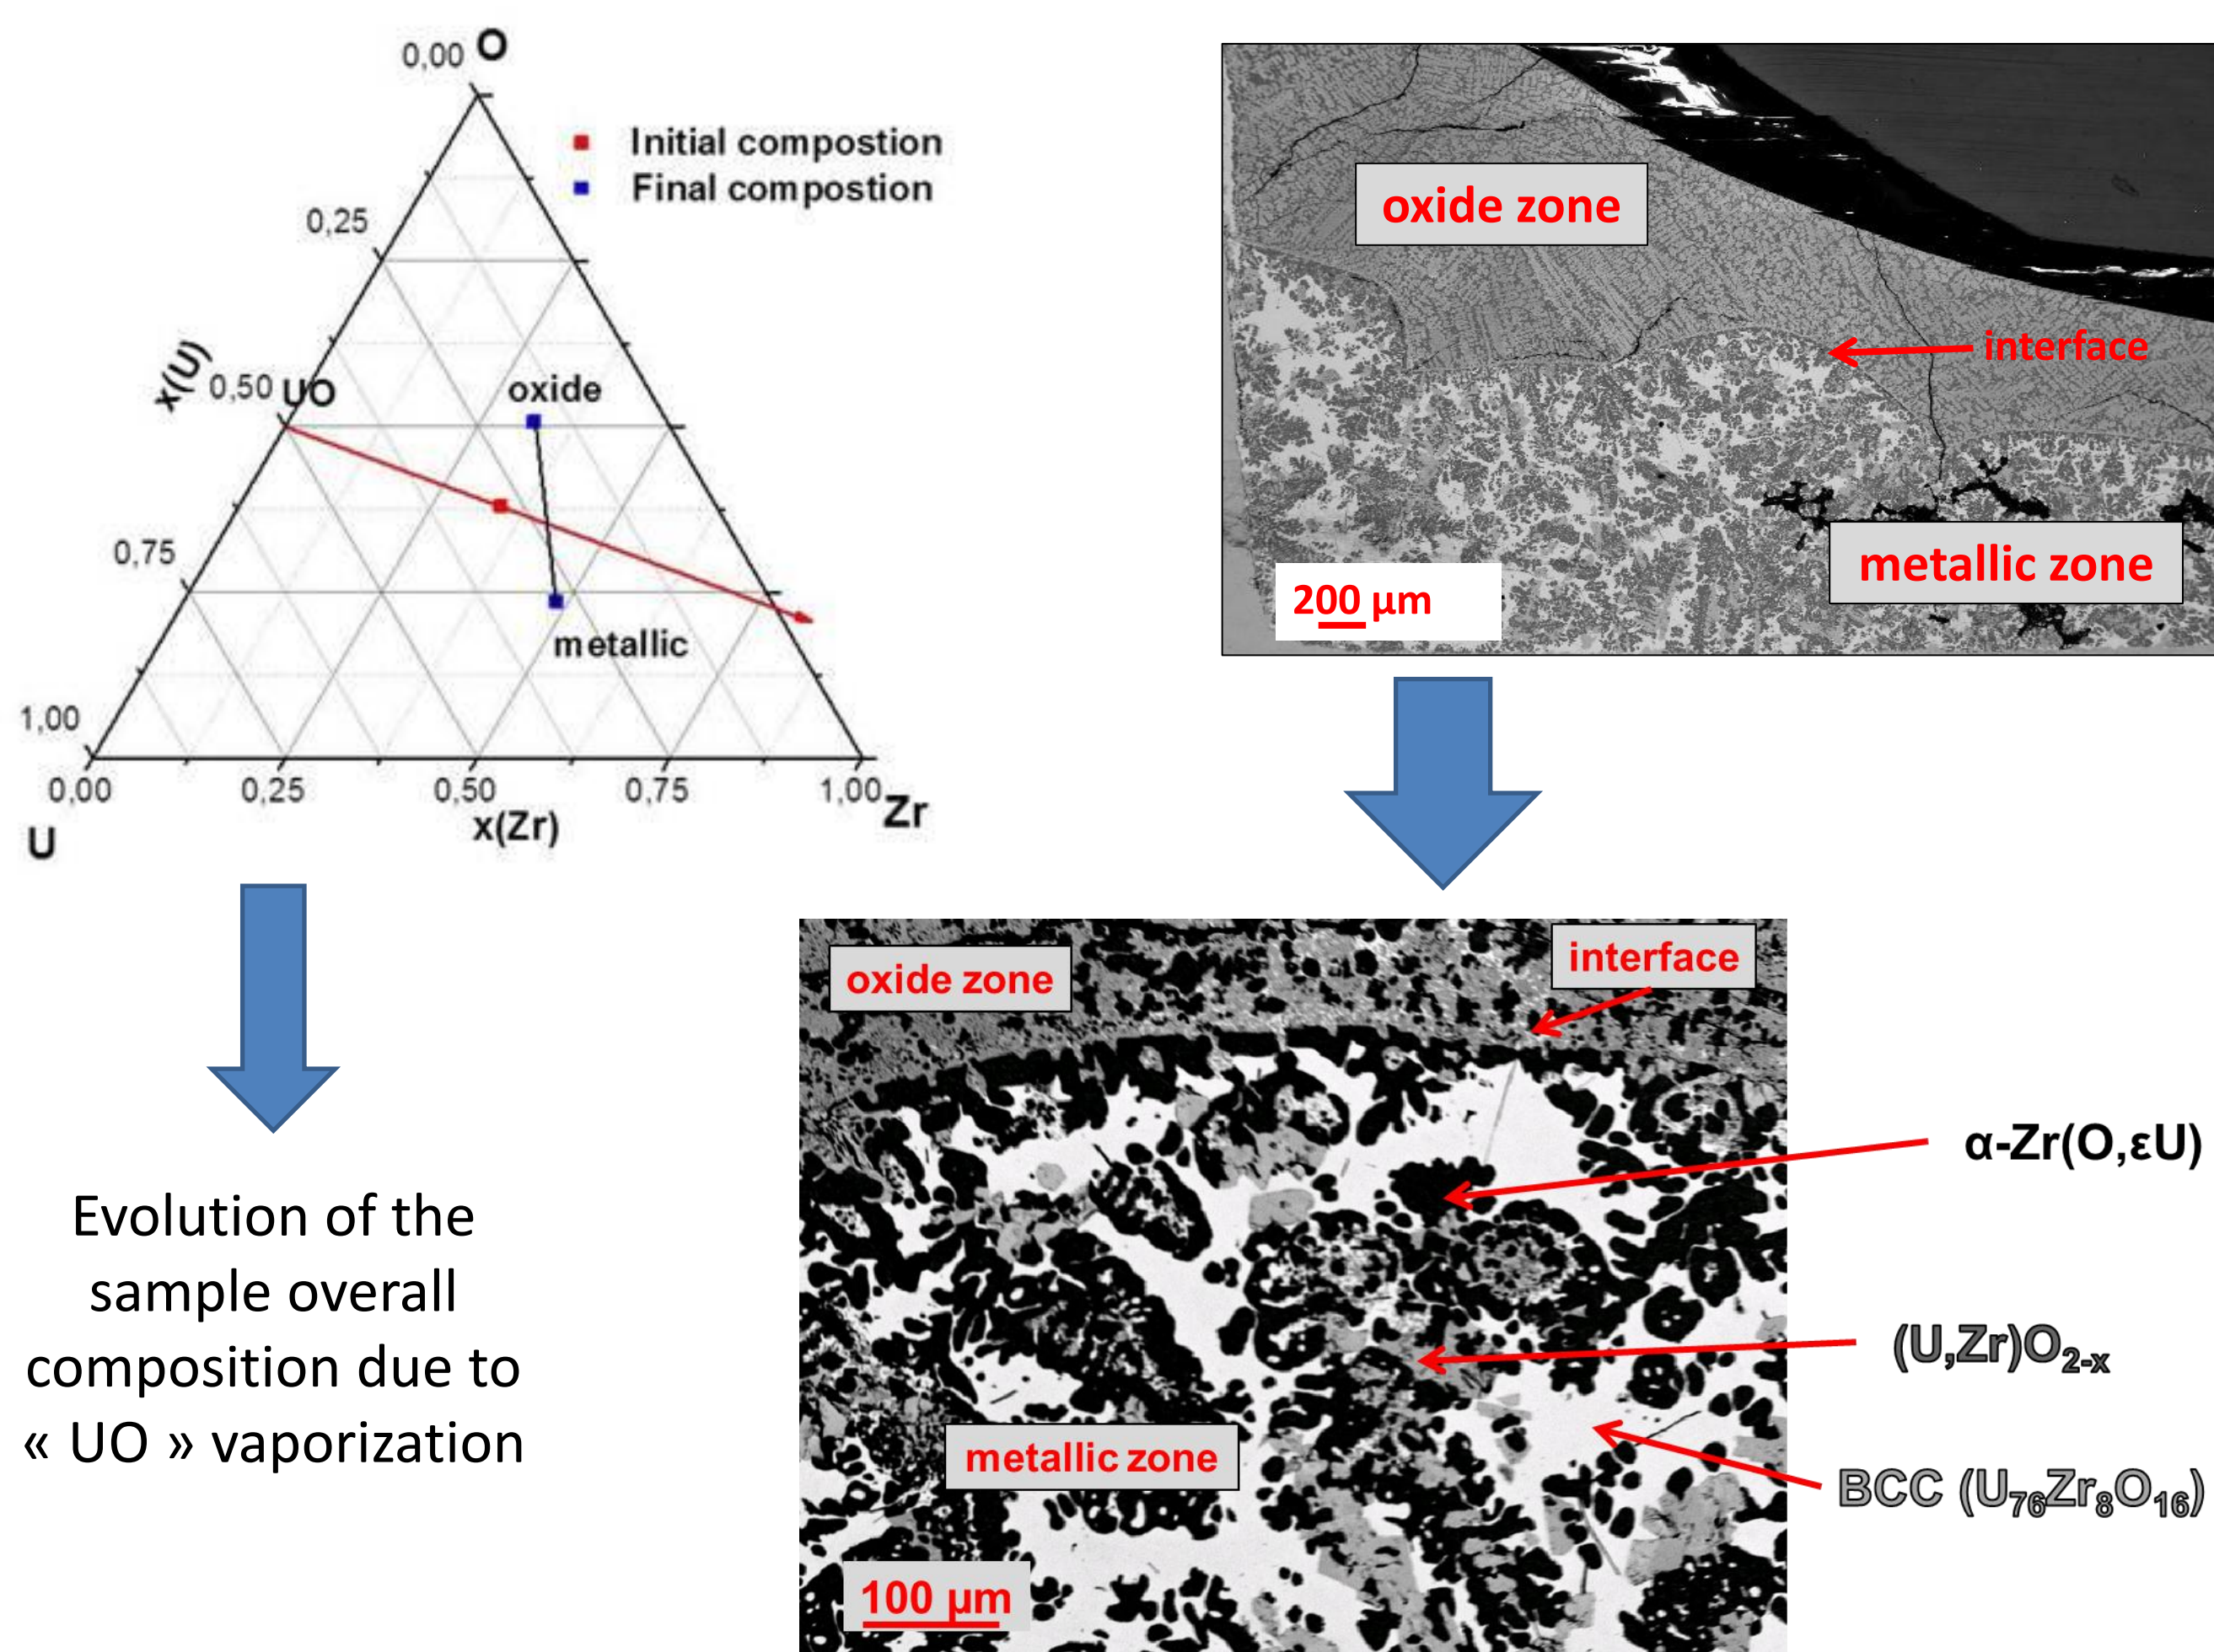 0,00 O
Initial compostion
Final compostion
0,25
x(U)
0,50 UO
oxide
0,75
metallic
1,00
0,00 0,25 0,50 0,75 1,00
U x(Zr) Zr
oxide zone
interface
metallic zone
200 µm
Evolution of the
sample overall
composition due to
« UO » vaporization
oxide zone
interface
metallic zone
100 µm
α-Zr(O,εU)
(U,Zr)O₂₋ₓ
BCC (U₇₆Zr₈O₁₆)